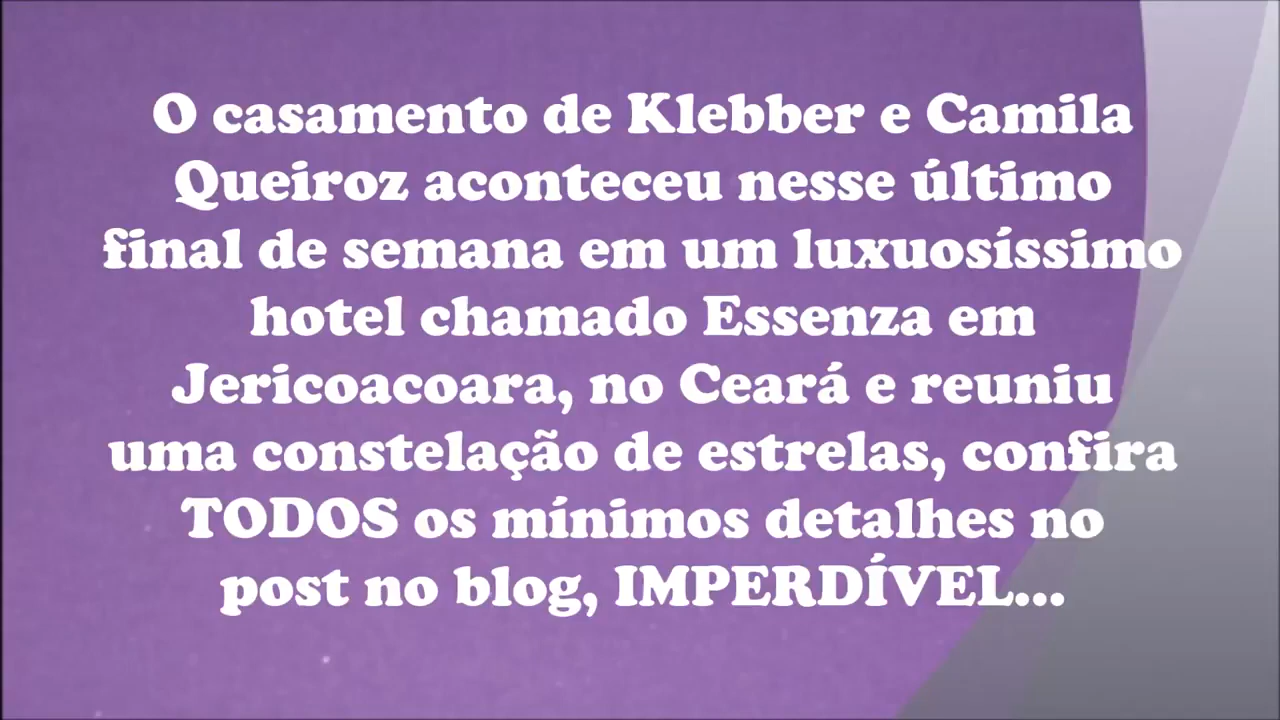 O casamento de Klebber e Camila
Queiroz aconteceu nesse último
final de semana em um luxuosíssimo
hotel chamado Essenza em
Jericoacoara, no Ceará e reuniu
uma constelação de estrelas, confira
TODOS os mínimos detalhes no
post no blog, IMPERDÍVEL...